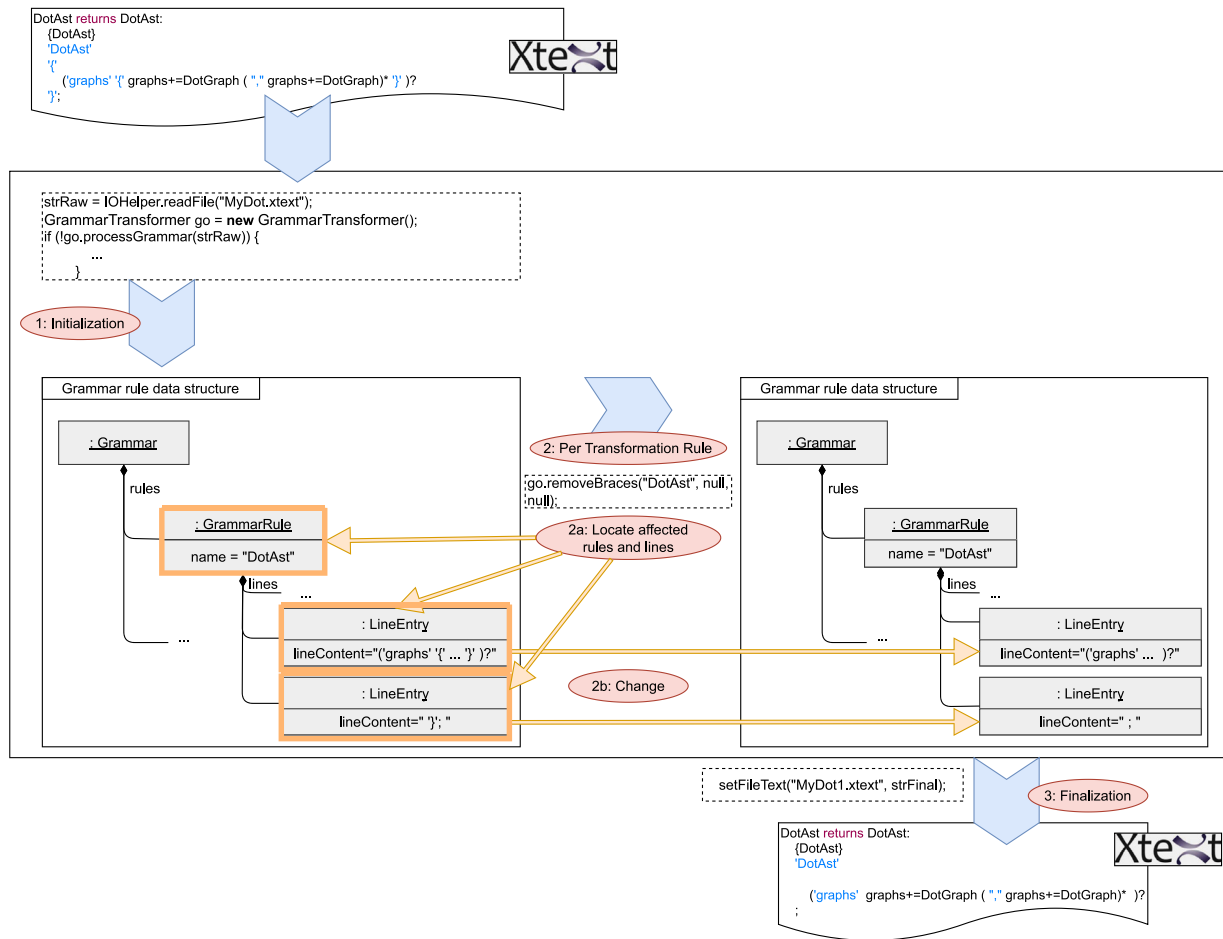 DotAst returns DotAst:
{DotAst}
'DotAst'
'{'
('graphs' '{' graphs+=DotGraph ( "," graphs+=DotGraph)* '}' )?
'}';
Xtext
strRaw = IOHelper.readFile("MyDot.xtext");
GrammarTransformer go = new GrammarTransformer();
if (!go.processGrammar(strRaw)) {
...
}
1: Initialization
Grammar rule data structure
: Grammar
rules
: GrammarRule
name = "DotAst"
lines
...
...
: LineEntry
lineContent="('graphs' '{' ... '}' )?"
: LineEntry
lineContent=" '}'; "
2: Per Transformation Rule
go.removeBraces("DotAst", null,
null);
2a: Locate affected
rules and lines
2b: Change
Grammar rule data structure
: Grammar
rules
: GrammarRule
name = "DotAst"
lines
...
...
: LineEntry
lineContent="('graphs' ... )?"
: LineEntry
lineContent=" ; "
setFileText("MyDot1.xtext", strFinal);
3: Finalization
DotAst returns DotAst:
{DotAst}
'DotAst'
('graphs' graphs+=DotGraph ( "," graphs+=DotGraph)* )?
;
Xtext